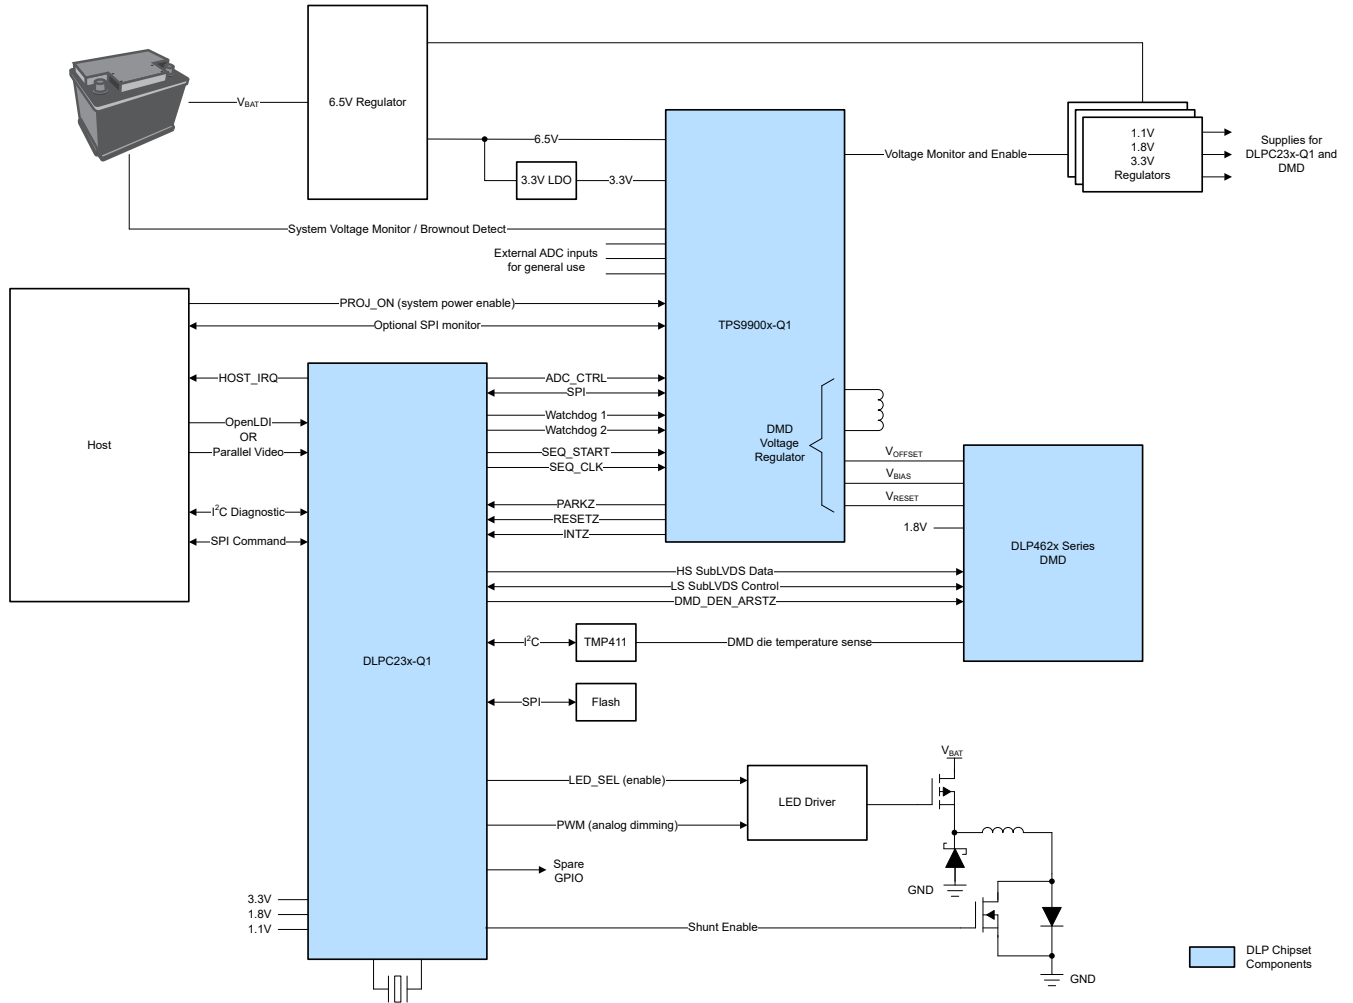 6.5V Regulator
V_BAT
6.5V
3.3V LDO
3.3V
System Voltage Monitor / Brownout Detect
External ADC inputs
for general use
Voltage Monitor and Enable
1.1V
1.8V
3.3V
Regulators
Supplies for
DLPC23x-Q1 and
DMD
PROJ_ON (system power enable)
Optional SPI monitor
TPS9900x-Q1
Host
HOST_IRQ
OpenLDI
OR
Parallel Video
I²C Diagnostic
SPI Command
ADC_CTRL
SPI
Watchdog 1
Watchdog 2
SEQ_START
SEQ_CLK
PARKZ
RESETZ
INTZ
DMD
Voltage
Regulator
V_OFFSET
V_BIAS
V_RESET
1.8V
DLP462x Series
DMD
HS SubLVDS Data
LS SubLVDS Control
DMD_DEN_ARSTZ
DLPC23x-Q1
I²C
TMP411
DMD die temperature sense
SPI
Flash
LED_SEL (enable)
PWM (analog dimming)
LED Driver
V_BAT
Spare
GPIO
GND
3.3V
1.8V
1.1V
Shunt Enable
GND
DLP Chipset
Components